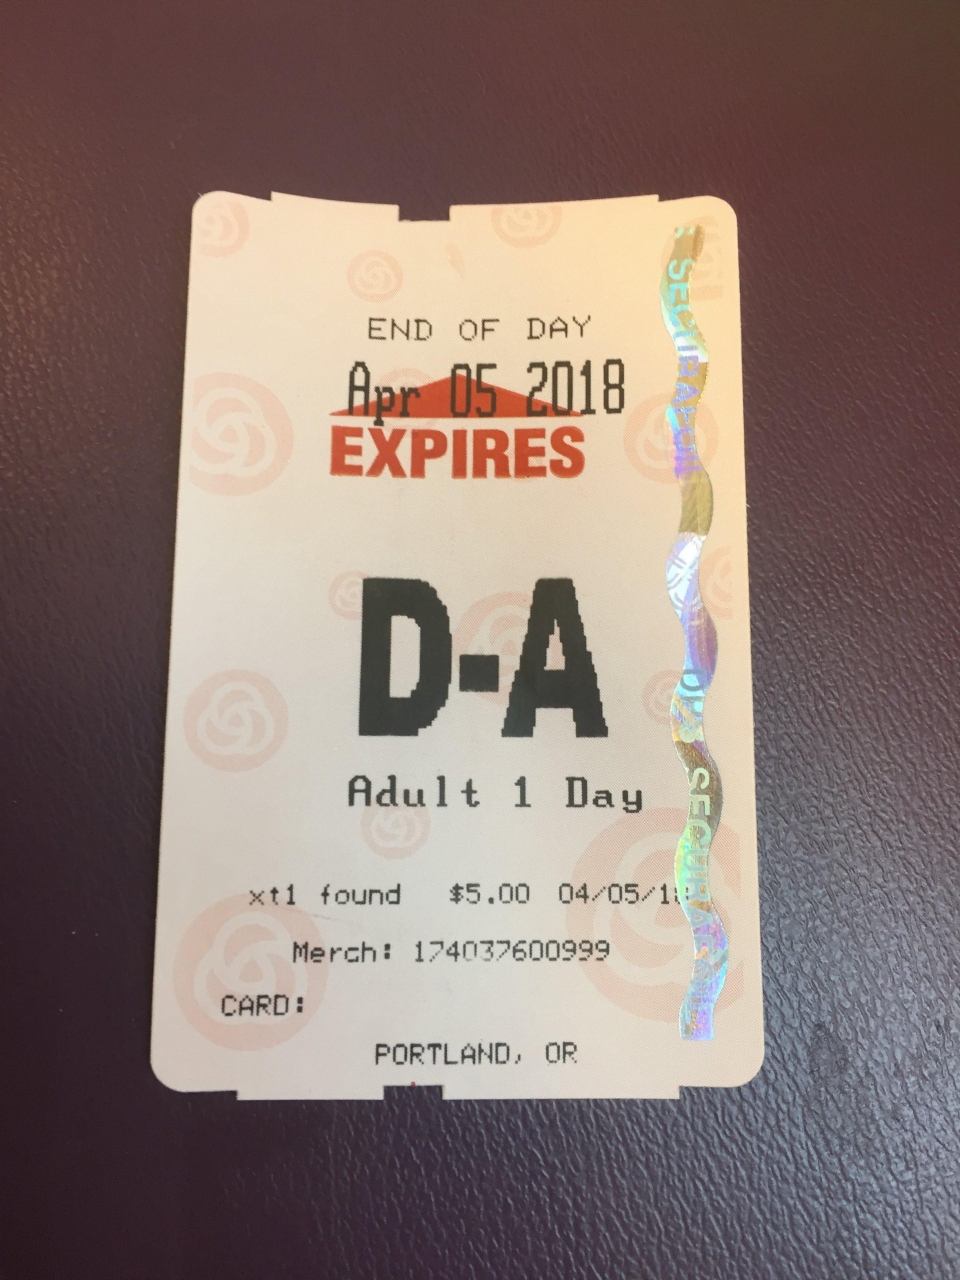 END OF DAY
Apr 05 2018
EXPIRES
D-A
Adult 1 Day
xt1 found $5.00 04/05/18
Merch: 174037600999
CARD:
PORTLAND, OR